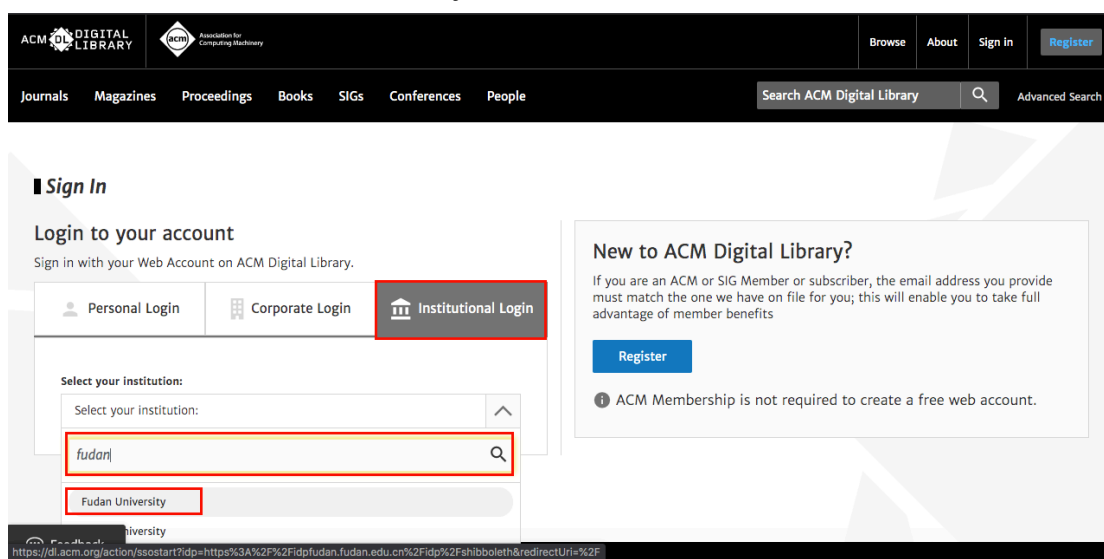 ACM DL DIGITAL LIBRARY
acm Association for Computing Machinery
Browse About Sign in Register
Journals Magazines Proceedings Books SIGs Conferences People
Search ACM Digital Library Advanced Search
Sign In
Login to your account
Sign in with your Web Account on ACM Digital Library.
Personal Login Corporate Login Institutional Login
Select your institution:
Select your institution:
fudan
Fudan University
New to ACM Digital Library?
If you are an ACM or SIG Member or subscriber, the email address you provide
must match the one we have on file for you; this will enable you to take full
advantage of member benefits
Register
ACM Membership is not required to create a free web account.
https://dl.acm.org/action/ssostart?idp=https%3A%2F%2Fidpfudan.fudan.edu.cn%2Fidp%2Fshibboleth&redirectUri=%2F